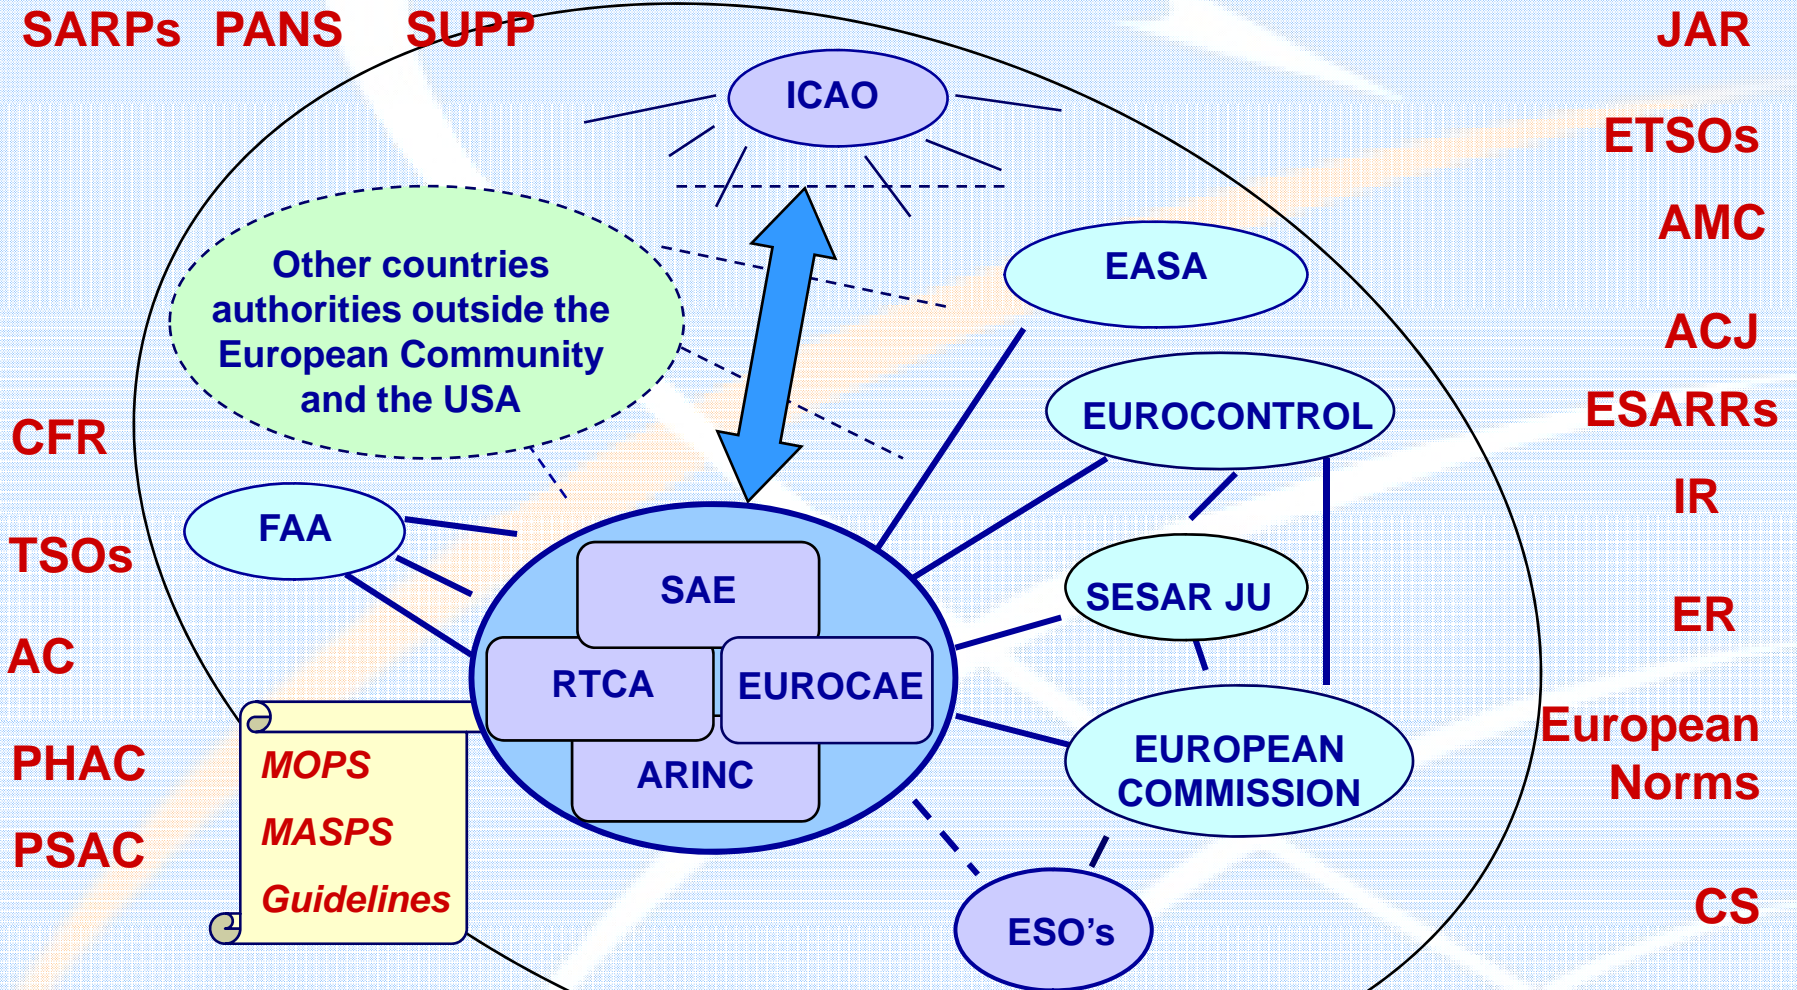 SARPs PANS SUPP
JAR
ICAO
ETSOs
AMC
Other countries
authorities outside the
European Community
and the USA
EASA
ACJ
EUROCONTROL
ESARRs
CFR
IR
FAA
TSOs
SAE
SESAR JU
ER
AC
RTCA
EUROCAE
European
Norms
EUROPEAN
COMMISSION
PHAC
MOPS
ARINC
MASPS
PSAC
Guidelines
CS
ESO's